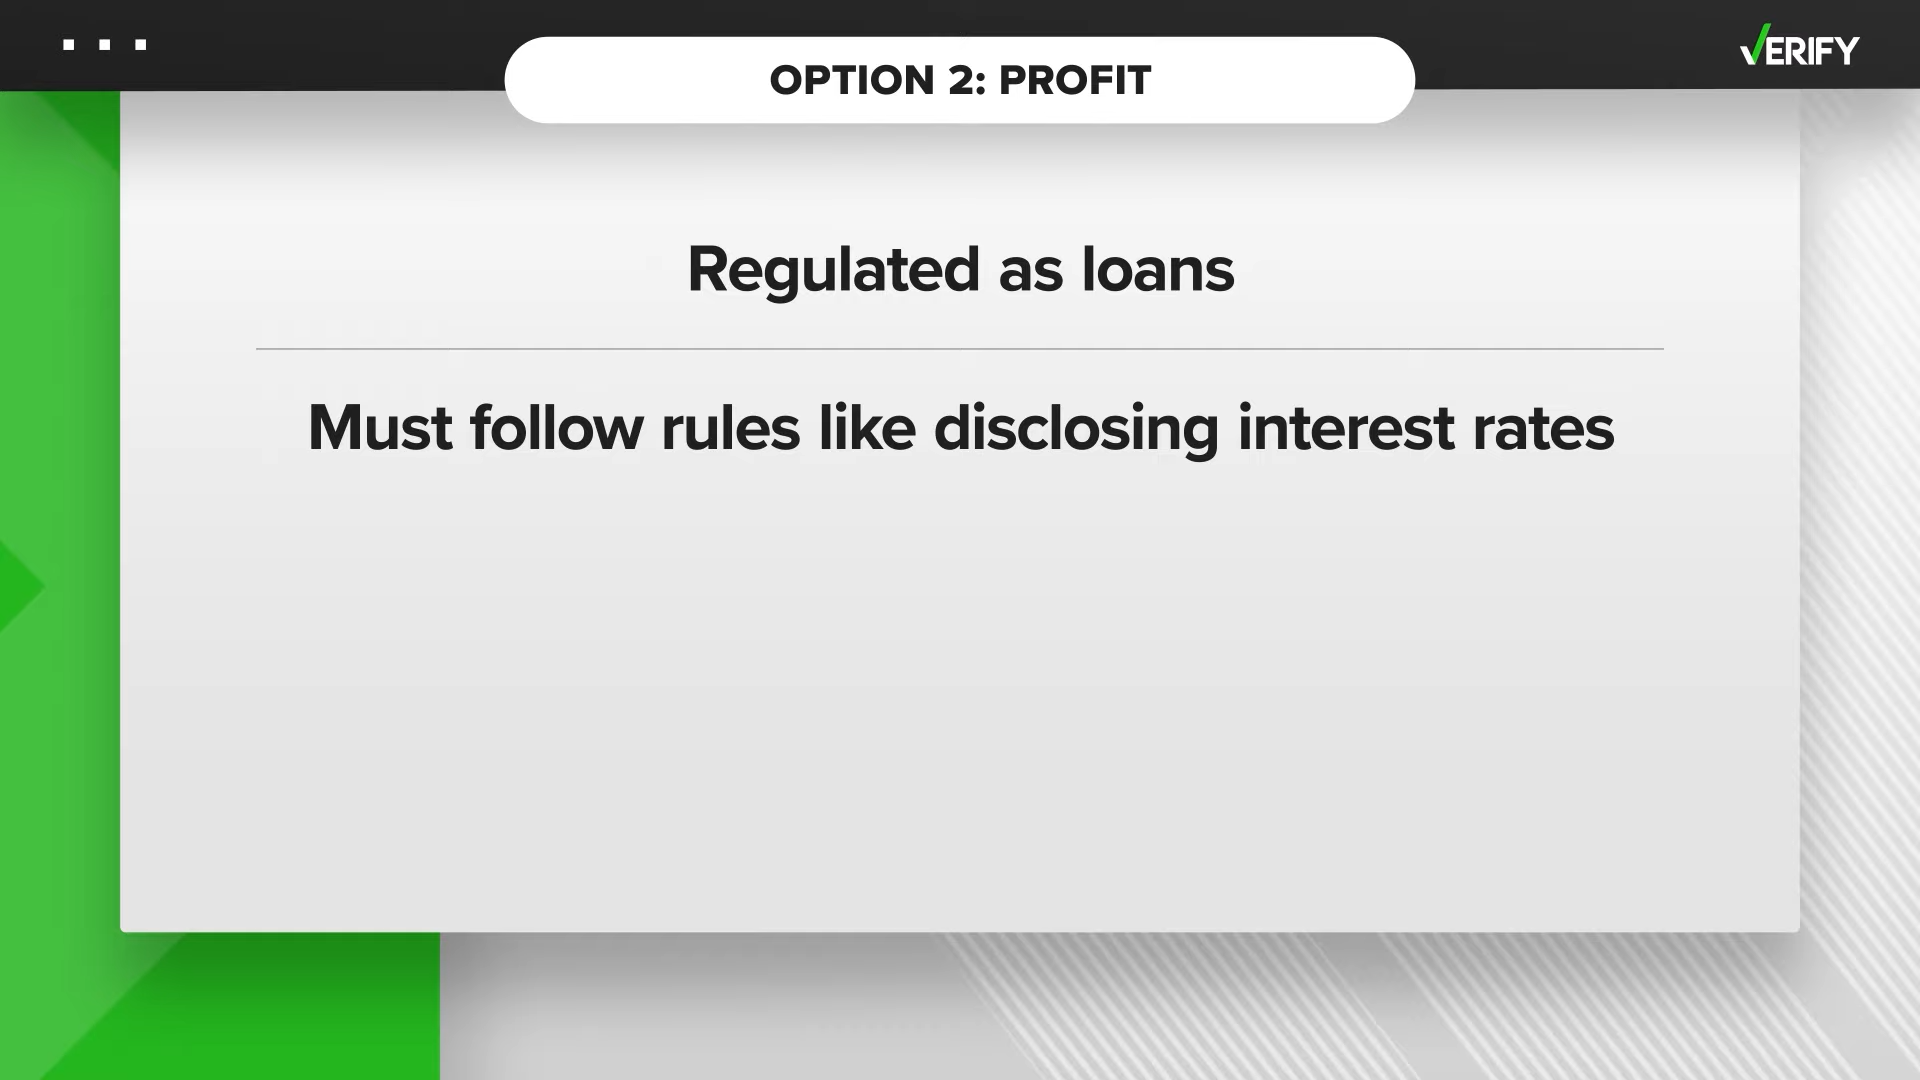 OPTION 2: PROFIT
VERIFY
Regulated as loans
Must follow rules like disclosing interest rates